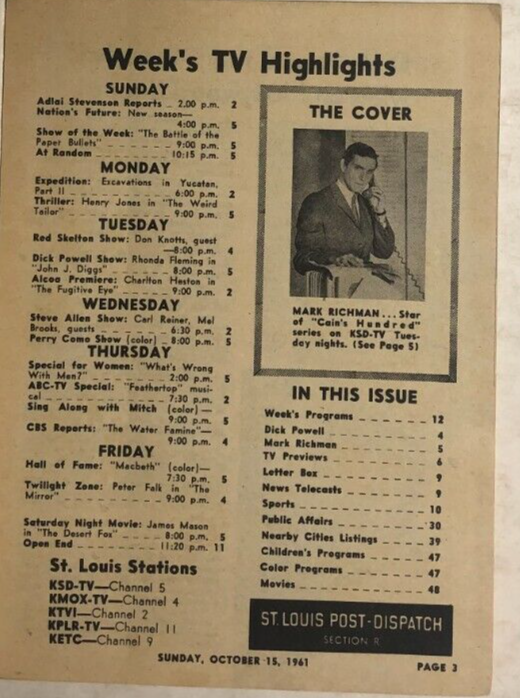 Week's TV Highlights
SUNDAY
Adlai Stevenson Reports _ 2.00 p.m. 2
Nation's Future: New season—
4:00 p.m. 5
Show of the Week: "The Battle of the
Paper Bullets" _ _ _ _ _ _ 9:00 p.m. 5
At Random _ _ _ _ _ _ 10:15 p.m. 5
MONDAY
Expedition: Excavations in Yucatan,
Part II _ _ _ _ _ _ _ _ _ 6:00 p.m. 2
Thriller: Henry Jones in "The Weird
Tailor" _ _ _ _ _ _ _ _ _ 9:00 p.m. 5
TUESDAY
Red Skelton Show: Don Knotts, guest
—8:00 p.m. 4
Dick Powell Show: Rhonda Fleming in
"John J. Diggs" _ _ _ _ _ 8:00 p.m. 5
Alcoa Premiere: Charlton Heston in
"The Fugitive Eye" _ _ _ _ 9:00 p.m. 2
WEDNESDAY
Steve Allen Show: Carl Reiner, Mel
Brooks, guests _ _ _ _ _ _ 6:30 p.m. 2
Perry Como Show (color) _ 8:00 p.m. 5
THURSDAY
Special for Women: "What's Wrong
With Men?" _ _ _ _ _ _ _ 2:00 p.m. 5
ABC-TV Special: "Feathertop" musi-
cal _ _ _ _ _ _ _ _ _ _ 7:30 p.m. 2
Sing Along with Mitch (color)—
9:00 p.m. 5
CBS Reports: "The Water Famine"—
9:00 p.m. 4
FRIDAY
Hall of Fame: "Macbeth" (color)—
7:30 p.m. 5
Twilight Zone: Peter Falk in "The
Mirror" _ _ _ _ _ _ _ _ _ 9:00 p.m. 4
Saturday Night Movie: James Mason
in "The Desert Fox" _ _ _ 8:00 p.m. 5
Open End _ _ _ _ _ _ _ 11:20 p.m. 11
St. Louis Stations
KSD-TV—Channel 5
KMOX-TV—Channel 4
KTVI—Channel 2
KPLR-TV—Channel 11
KETC—Channel 9
THE COVER
MARK RICHMAN . . . Star
of "Cain's Hundred"
series on KSD-TV Tues-
day nights. (See Page 5)
IN THIS ISSUE
Week's Programs _ _ _ _ _ _ _ _ 12
Dick Powell _ _ _ _ _ _ _ _ _ _ 4
Mark Richman _ _ _ _ _ _ _ _ _ 5
TV Previews _ _ _ _ _ _ _ _ _ _ 6
Letter Box _ _ _ _ _ _ _ _ _ _ 9
News Telecasts _ _ _ _ _ _ _ _ 9
Sports _ _ _ _ _ _ _ _ _ _ _ _ 10
Public Affairs _ _ _ _ _ _ _ _ _ 30
Nearby Cities Listings _ _ _ _ _ 39
Children's Programs _ _ _ _ _ _ 47
Color Programs _ _ _ _ _ _ _ _ 47
Movies _ _ _ _ _ _ _ _ _ _ _ _ 48
ST. LOUIS POST-DISPATCH
SECTION R
SUNDAY, OCTOBER 15, 1961
PAGE 3